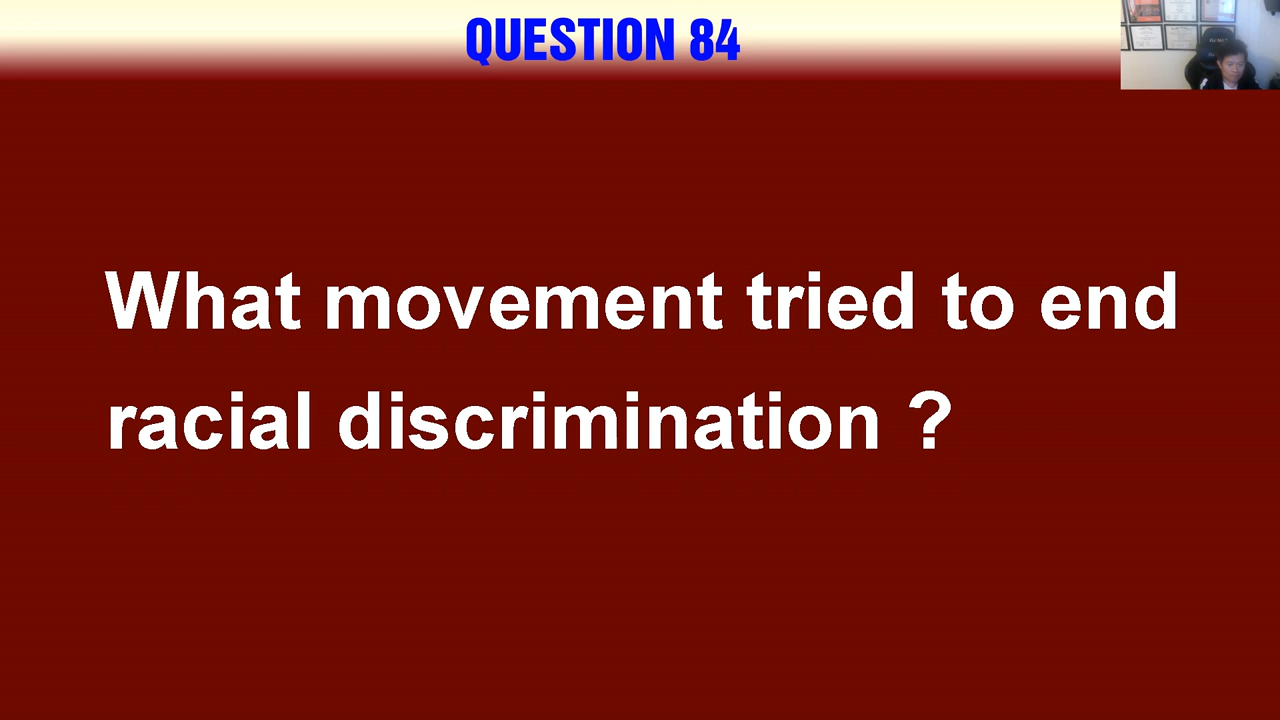 QUESTION 84
What movement tried to end
racial discrimination ?